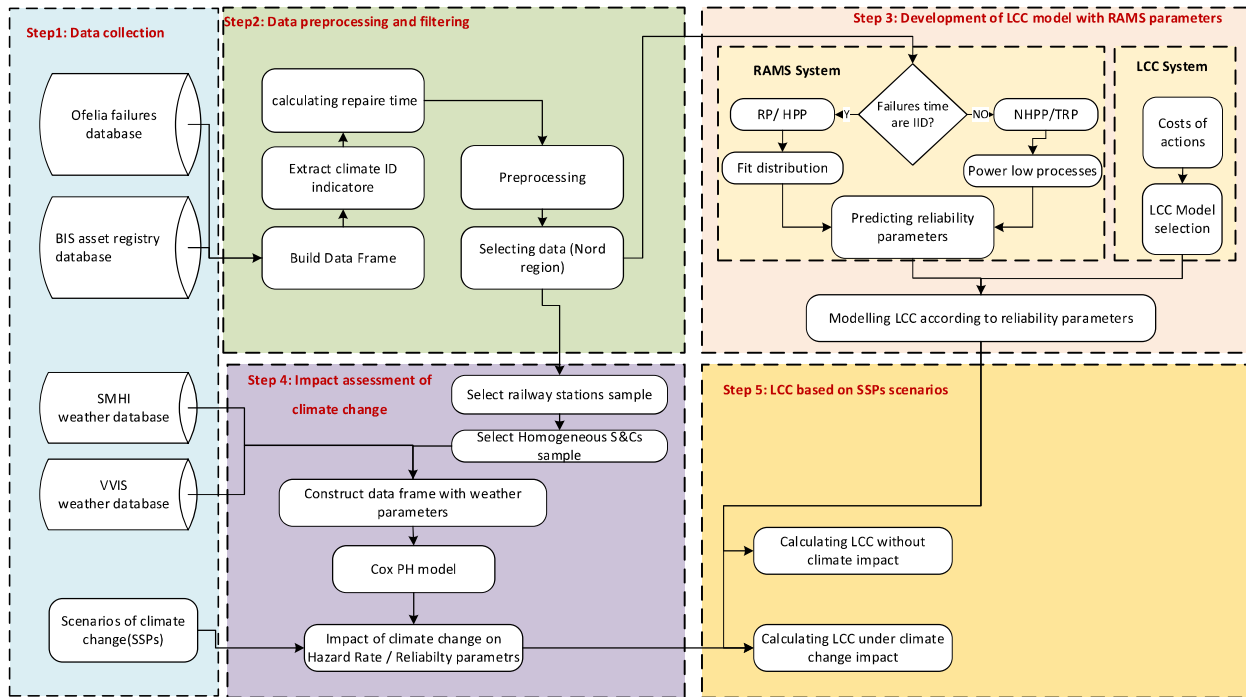 Step1: Data collection
Ofelia failures
database
BIS asset registry
database
SMHI
weather database
VVIS
weather database
Scenarios of climate
change(SSPs)
Step2: Data preprocessing and filtering
calculating repaire time
Extract climate ID
indicatore
Build Data Frame
Preprocessing
Selecting data (Nord
region)
Step 3: Development of LCC model with RAMS parameters
RAMS System
RP/ HPP
Y
Failures time
are IID?
NO
NHPP/TRP
Fit distribution
Power low processes
Predicting reliability
parameters
LCC System
Costs of
actions
LCC Model
selection
Modelling LCC according to reliability parameters
Step 4: Impact assessment of
climate change
Select railway stations sample
Select Homogeneous S&Cs
sample
Construct data frame with weather
parameters
Cox PH model
Impact of climate change on
Hazard Rate / Reliabilty parametrs
Step 5: LCC based on SSPs scenarios
Calculating LCC without
climate impact
Calculating LCC under climate
change impact